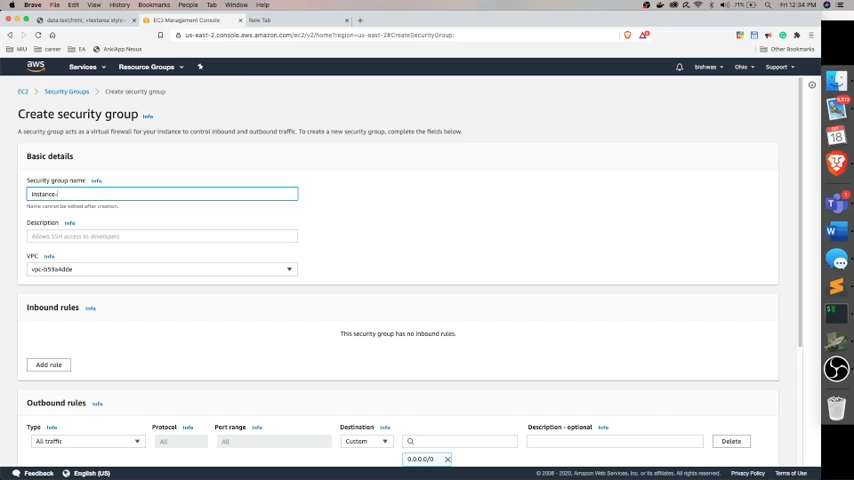 Brave File Edit View History Bookmarks People Tab Window Help
71% Fri 12:34 PM
data:text/html, <textarea style=
EC2 Management Console
New Tab
us-east-2.console.aws.amazon.com/ec2/v2/home?region=us-east-2#CreateSecurityGroup:
MIU career EA AnkiApp Nexus
Other Bookmarks
aws Services Resource Groups
bishwas Ohio Support
EC2 Security Groups Create security group
Create security group Info
A security group acts as a virtual firewall for your instance to control inbound and outbound traffic. To create a new security group, complete the fields below.
Basic details
Security group name Info
instance-
Name cannot be edited after creation.
Description Info
Allows SSH access to developers
VPC Info
vpc-b59a4dde
Inbound rules Info
This security group has no inbound rules.
Add rule
Outbound rules Info
Type Info Protocol Info Port range Info Destination Info Description - optional Info
All traffic All All Custom Delete
0.0.0.0/0
Feedback English (US)
© 2008 - 2020, Amazon Web Services, Inc. or its affiliates. All rights reserved. Privacy Policy Terms of Use
18